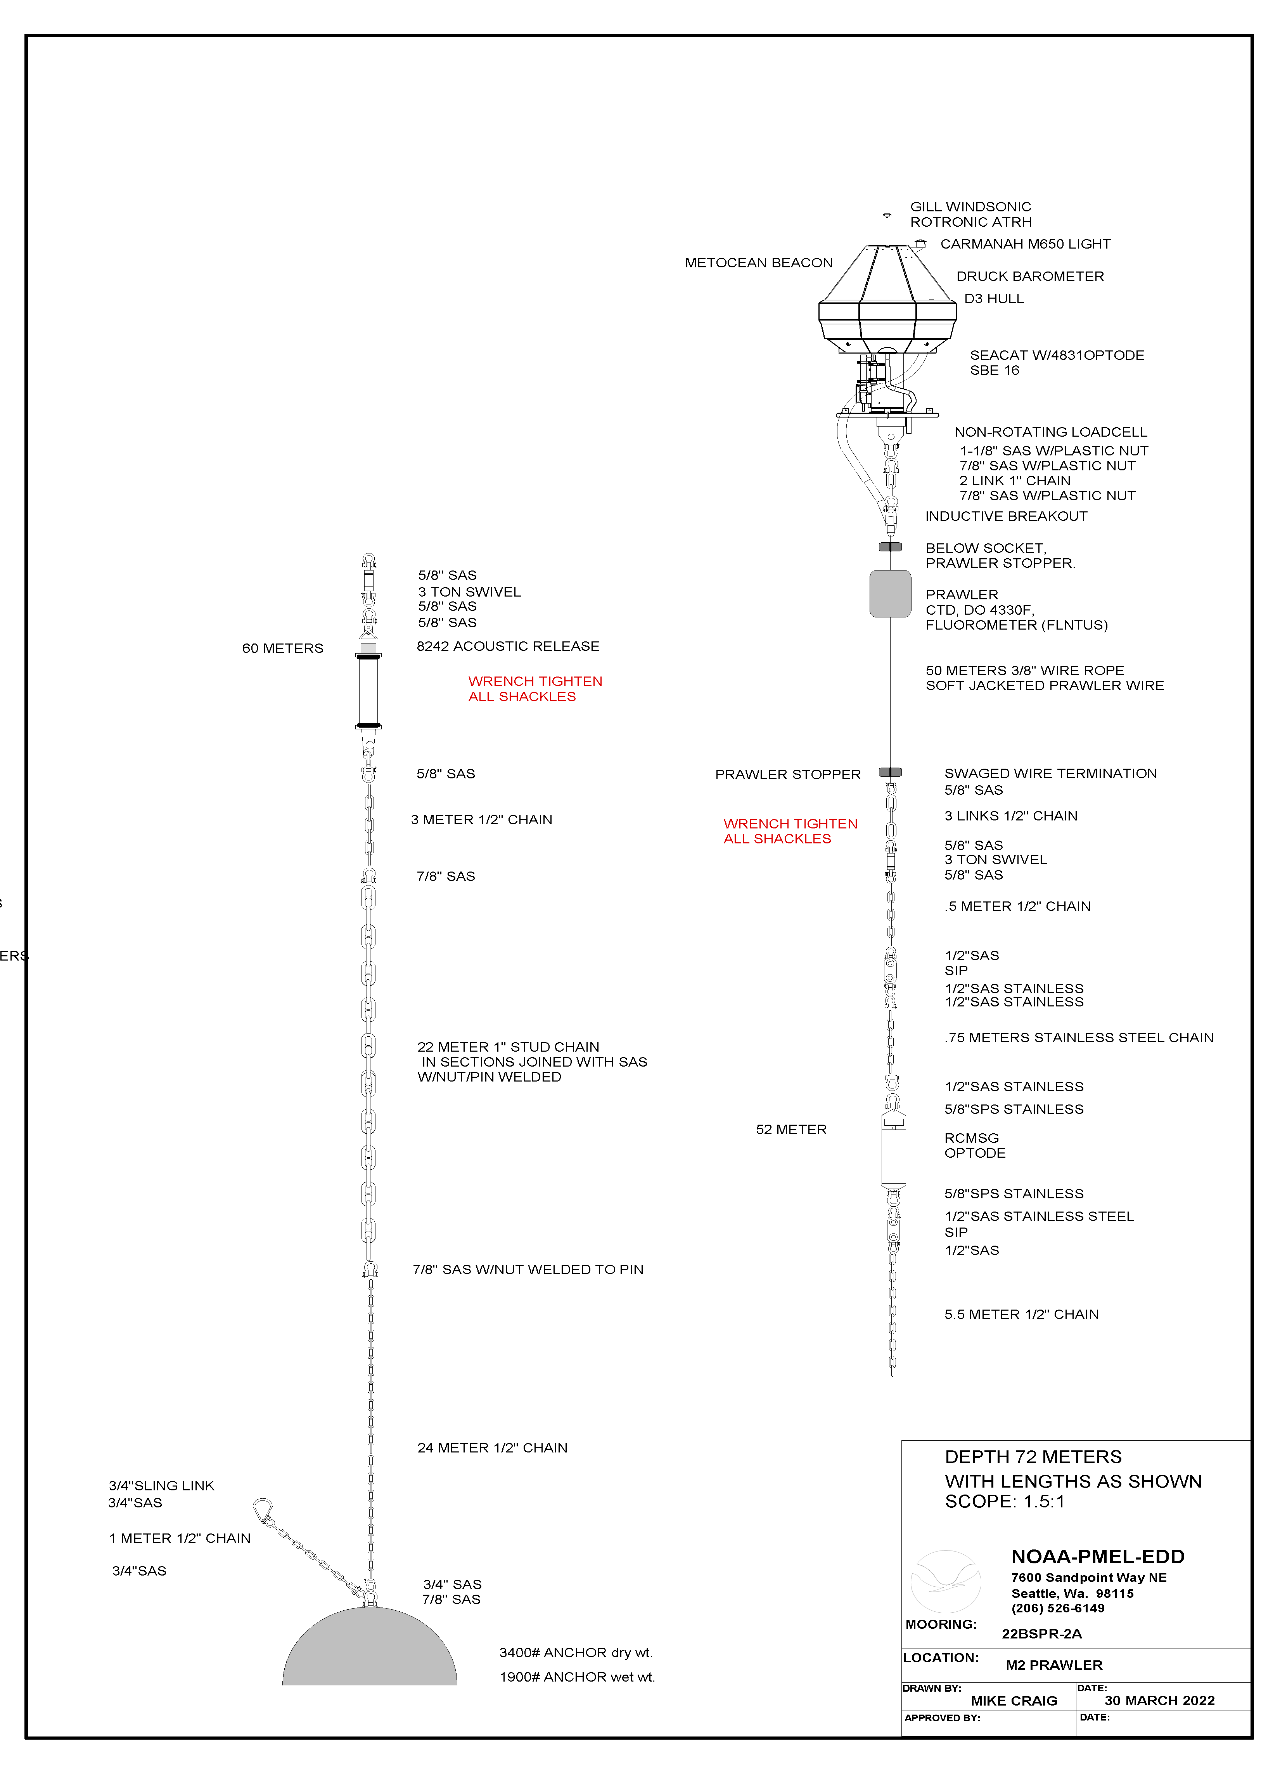 GILL WINDSONIC
ROTRONIC ATRH
CARMANAH M650 LIGHT
METOCEAN BEACON
DRUCK BAROMETER
D3 HULL
SEACAT W/4831OPTODE
SBE 16
NON-ROTATING LOADCELL
1-1/8" SAS W/PLASTIC NUT
7/8" SAS W/PLASTIC NUT
2 LINK 1" CHAIN
7/8" SAS W/PLASTIC NUT
INDUCTIVE BREAKOUT
BELOW SOCKET,
PRAWLER STOPPER.
PRAWLER
CTD, DO 4330F,
FLUOROMETER (FLNTUS)
50 METERS 3/8" WIRE ROPE
SOFT JACKETED PRAWLER WIRE
PRAWLER STOPPER
SWAGED WIRE TERMINATION
5/8" SAS
WRENCH TIGHTEN
ALL SHACKLES
3 LINKS 1/2" CHAIN
5/8" SAS
3 TON SWIVEL
5/8" SAS
.5 METER 1/2" CHAIN
1/2"SAS
SIP
1/2"SAS STAINLESS
1/2"SAS STAINLESS
.75 METERS STAINLESS STEEL CHAIN
1/2"SAS STAINLESS
5/8"SPS STAINLESS
52 METER
RCMSG
OPTODE
5/8"SPS STAINLESS
1/2"SAS STAINLESS STEEL
SIP
1/2"SAS
5.5 METER 1/2" CHAIN
5/8" SAS
3 TON SWIVEL
5/8" SAS
5/8" SAS
60 METERS
8242 ACOUSTIC RELEASE
WRENCH TIGHTEN
ALL SHACKLES
5/8" SAS
3 METER 1/2" CHAIN
7/8" SAS
S
ERS
22 METER 1" STUD CHAIN
IN SECTIONS JOINED WITH SAS
W/NUT/PIN WELDED
7/8" SAS W/NUT WELDED TO PIN
24 METER 1/2" CHAIN
3/4"SLING LINK
3/4"SAS
1 METER 1/2" CHAIN
3/4"SAS
3/4" SAS
7/8" SAS
3400# ANCHOR dry wt.
1900# ANCHOR wet wt.
DEPTH 72 METERS
WITH LENGTHS AS SHOWN
SCOPE: 1.5:1
NOAA-PMEL-EDD
7600 Sandpoint Way NE
Seattle, Wa. 98115
(206) 526-6149
MOORING: 22BSPR-2A
LOCATION: M2 PRAWLER
DRAWN BY: MIKE CRAIG
DATE: 30 MARCH 2022
APPROVED BY:
DATE: